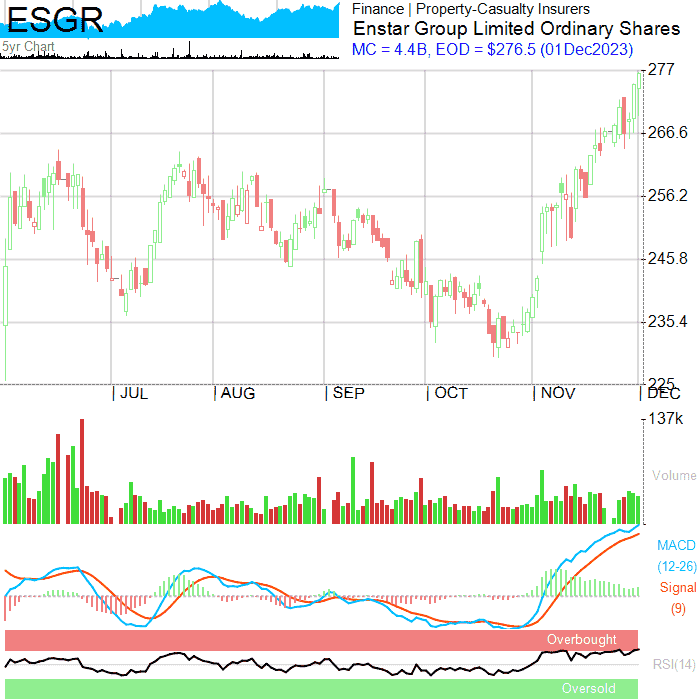 ESGR
5yr Chart
Finance | Property-Casualty Insurers
Enstar Group Limited Ordinary Shares
MC = 4.4B, EOD = $276.5 (01Dec2023)
277
266.6
256.2
245.8
235.4
225
JUL
AUG
SEP
OCT
NOV
DEC
137k
Volume
MACD
(12-26)
Signal
(9)
Overbought
RSI(14)
Oversold